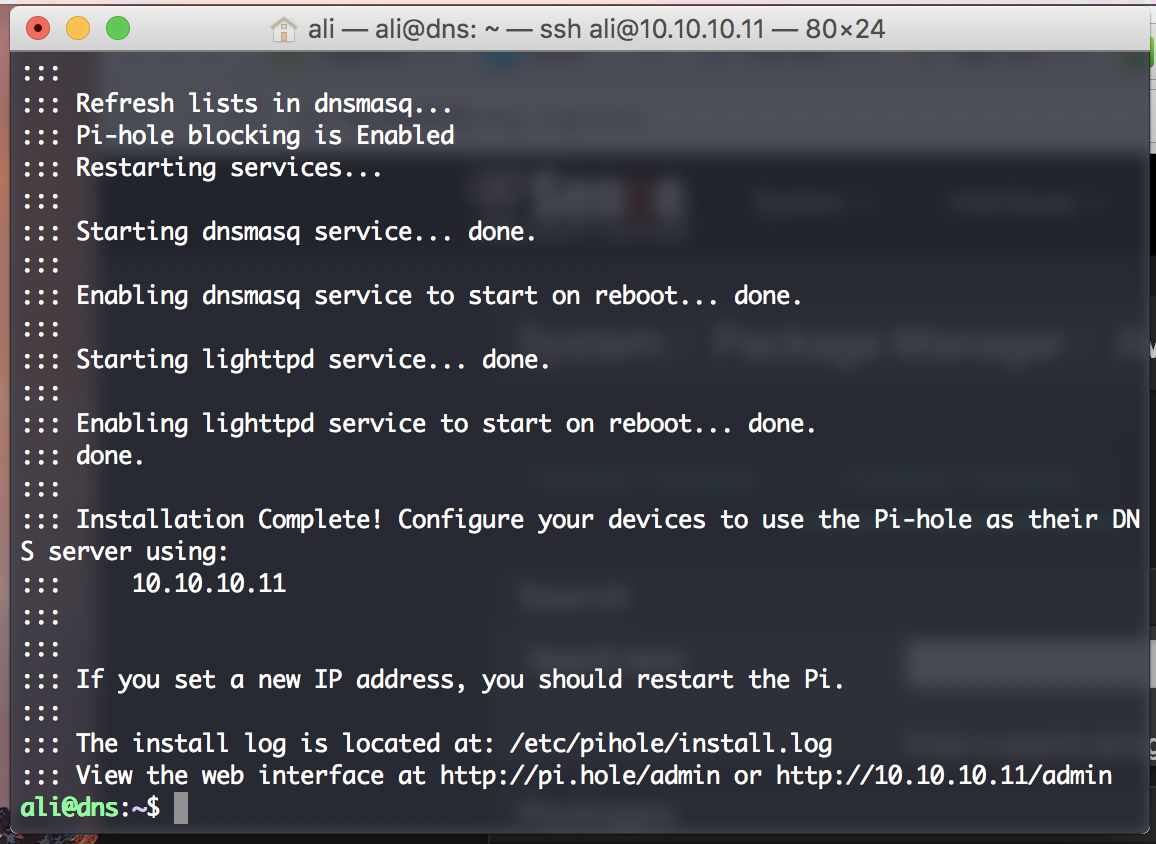 ali — ali@dns: ~ — ssh ali@10.10.10.11 — 80×24
:::
::: Refresh lists in dnsmasq...
::: Pi-hole blocking is Enabled
::: Restarting services...
:::
::: Starting dnsmasq service... done.
:::
::: Enabling dnsmasq service to start on reboot... done.
:::
::: Starting lighttpd service... done.
:::
::: Enabling lighttpd service to start on reboot... done.
::: done.
:::
::: Installation Complete! Configure your devices to use the Pi-hole as their DN
S server using:
:::     10.10.10.11
:::
:::
::: If you set a new IP address, you should restart the Pi.
:::
::: The install log is located at: /etc/pihole/install.log
::: View the web interface at http://pi.hole/admin or http://10.10.10.11/admin
ali@dns:~$
System / Package Manager /
Search